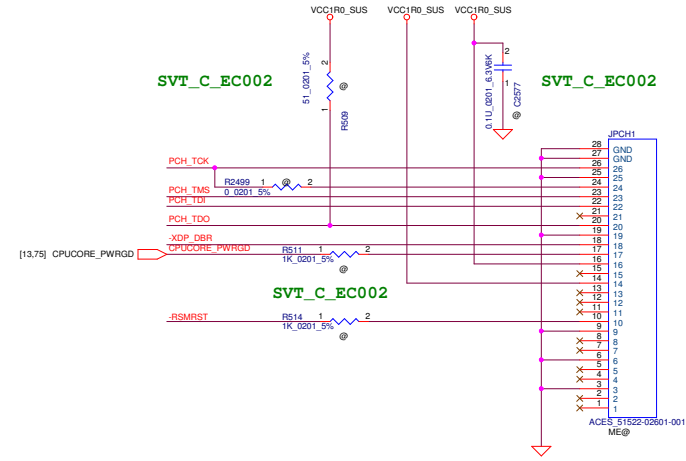 VCC1R0_SUS VCC1R0_SUS VCC1R0_SUS
SVT_C_EC002
51_0201_5%
2
1
@
R509
0.1U_0201_6.3V6K
2
1
@ C2577
SVT_C_EC002
JPCH1
28 GND
27 GND
PCH_TCK
26 26
25 25
R2499 1 @ 2
0_0201_5%
24 24
PCH_TMS
23 23
PCH_TDI
22 22
21 21
PCH_TDO
20 20
19 19
-XDP_DBR
18 18
[13,75] CPUCORE_PWRGD
CPUCORE_PWRGD
R511 1 2
1K_0201_5%
@
17 17
16 16
15 15
14 14
SVT_C_EC002
13 13
12 12
11 11
-RSMRST
R514 1 2
1K_0201_5%
@
10 10
9 9
8 8
7 7
6 6
5 5
4 4
3 3
2 2
1 1
ACES_51522-02601-001
ME@